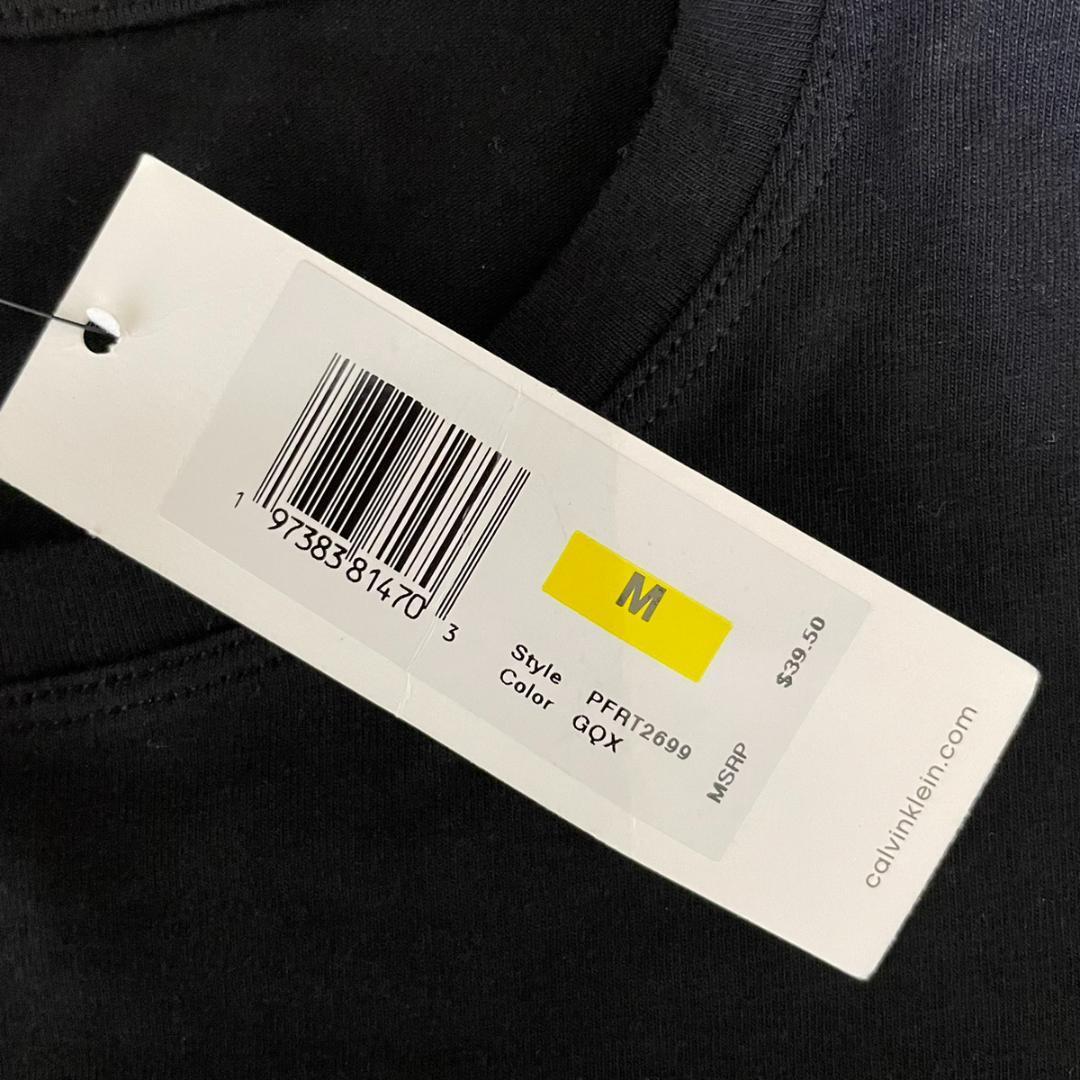 1 97383 81470 3
M
Style PFRT2699
Color GQX
MSRP $39.50
calvinklein.com